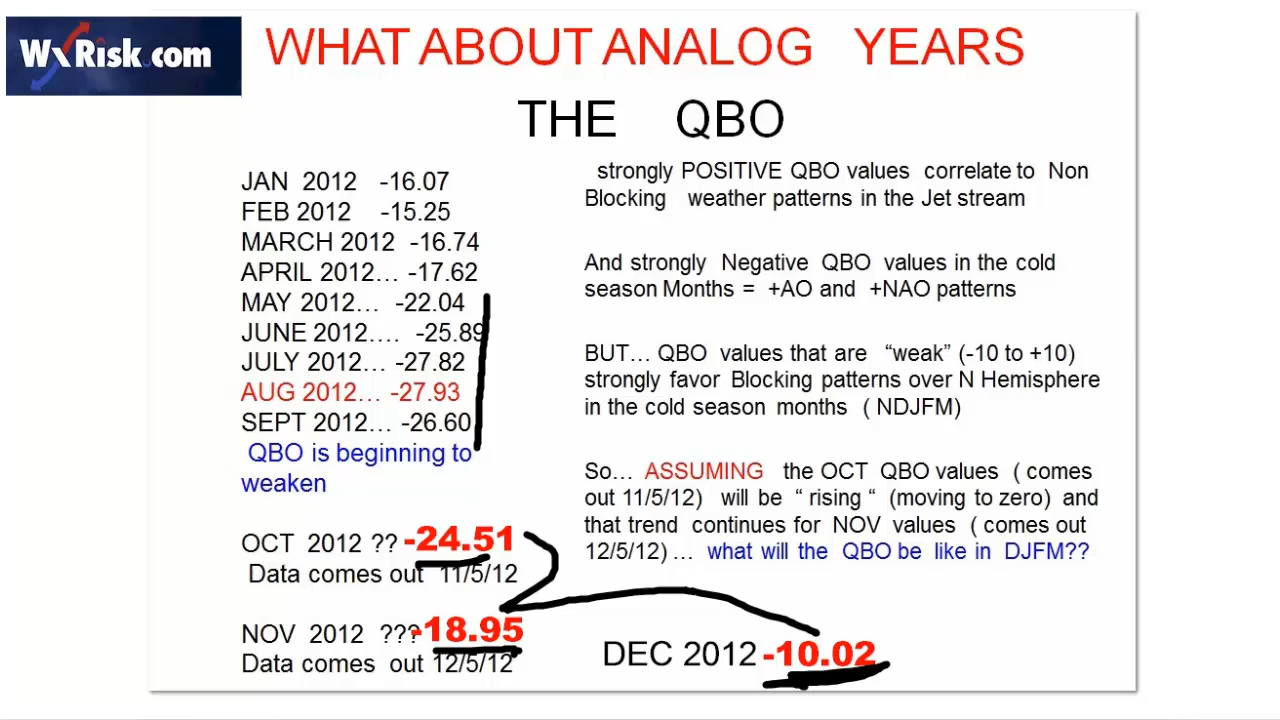 WxRisk.com
WHAT ABOUT ANALOG YEARS
THE QBO
JAN 2012 -16.07
FEB 2012 -15.25
MARCH 2012 -16.74
APRIL 2012... -17.62
MAY 2012... -22.04
JUNE 2012.... -25.89
JULY 2012... -27.82
AUG 2012... -27.93
SEPT 2012... -26.60
QBO is beginning to
weaken
OCT 2012 ?? -24.51
Data comes out 11/5/12
NOV 2012 ??? -18.95
Data comes out 12/5/12
strongly POSITIVE QBO values correlate to Non
Blocking weather patterns in the Jet stream
And strongly Negative QBO values in the cold
season Months = +AO and +NAO patterns
BUT... QBO values that are “weak” (-10 to +10)
strongly favor Blocking patterns over N Hemisphere
in the cold season months ( NDJFM)
So... ASSUMING the OCT QBO values ( comes
out 11/5/12) will be “ rising “ (moving to zero) and
that trend continues for NOV values ( comes out
12/5/12) ... what will the QBO be like in DJFM??
DEC 2012 -10.02